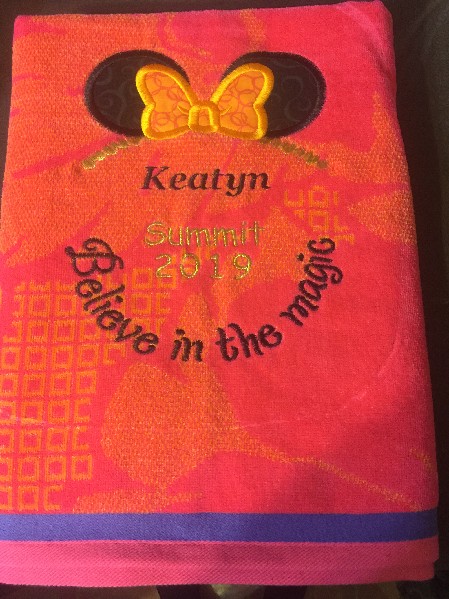 Keatyn
Summit
2019
Believe in the magic